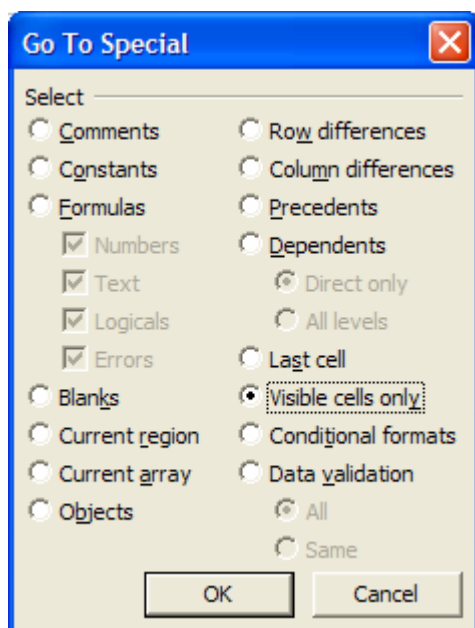 Go To Special
Select
Comments
Constants
Formulas
Numbers
Text
Logicals
Errors
Blanks
Current region
Current array
Objects
Row differences
Column differences
Precedents
Dependents
Direct only
All levels
Last cell
Visible cells only
Conditional formats
Data validation
All
Same
OK
Cancel